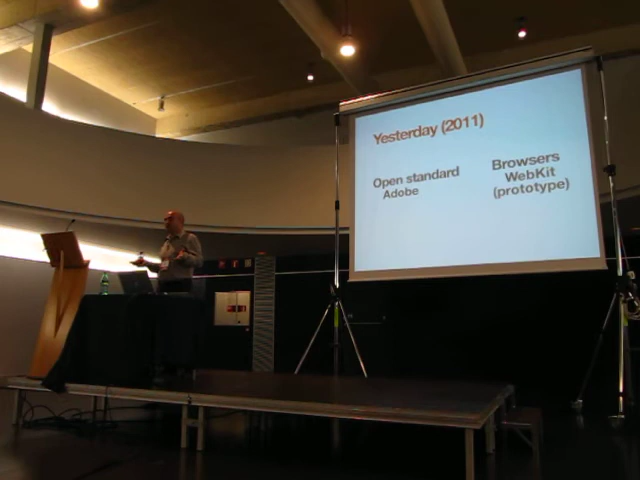 Yesterday (2011)
Open standard
Adobe
Browsers
WebKit
(prototype)